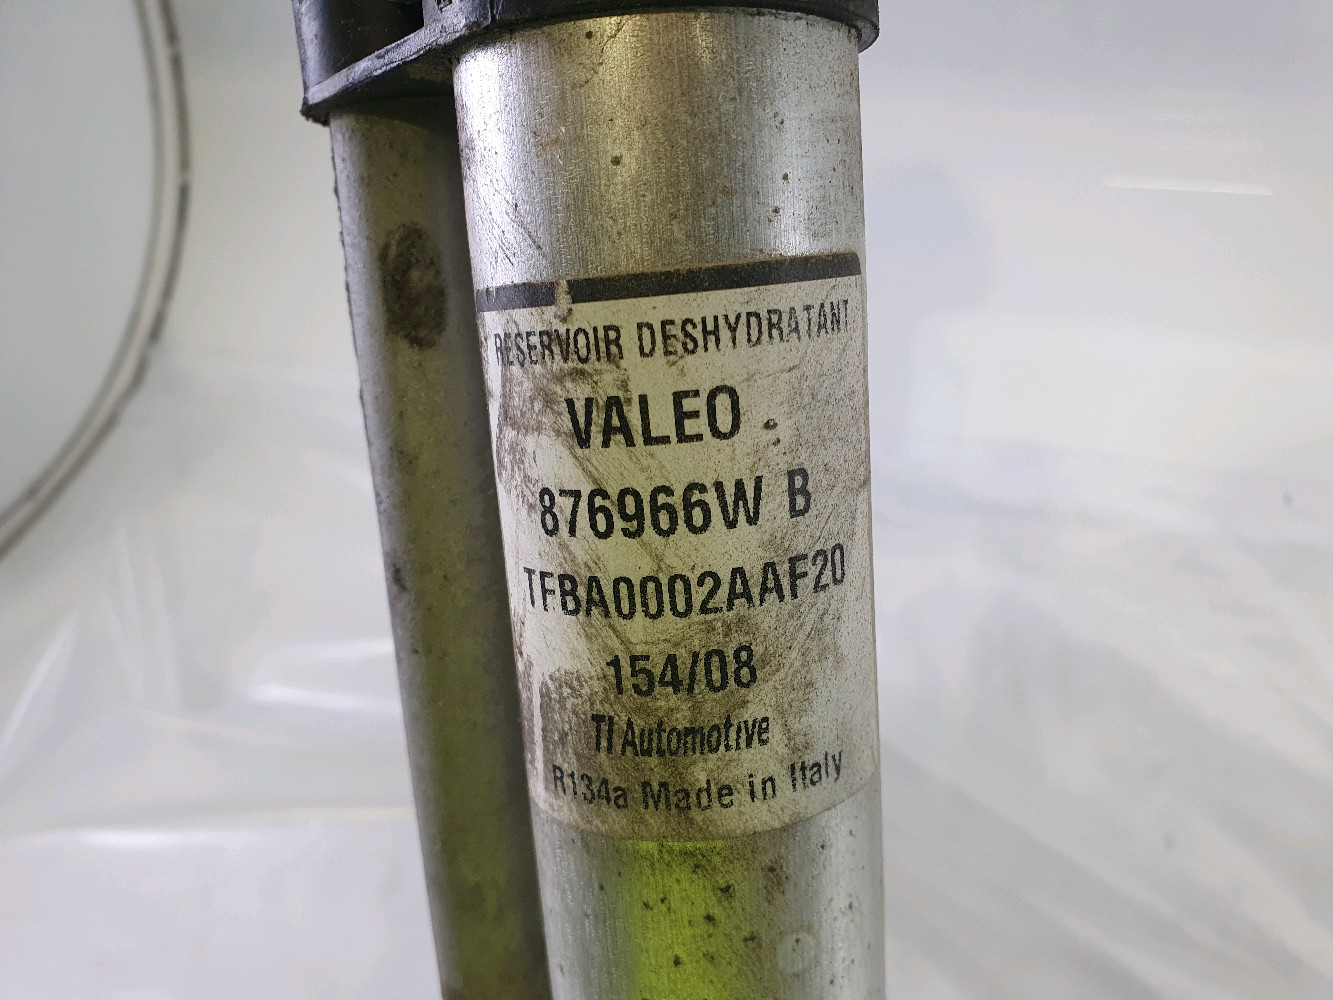 RESERVOIR DESHYDRATANT
VALEO
876966W B
TFBA0002AAF20
154/08
TI Automotive
R134a Made in Italy